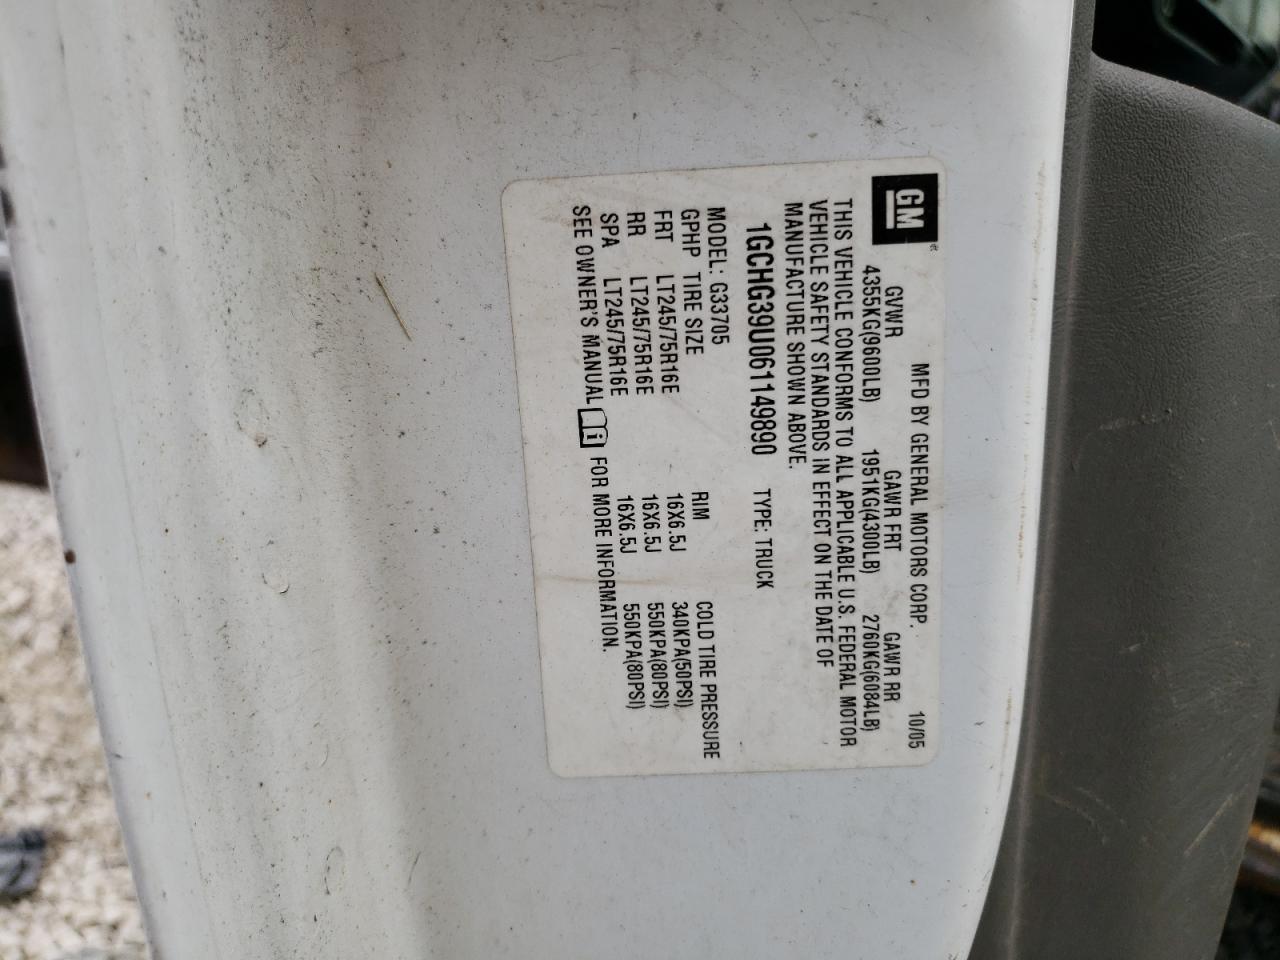 GM
MFD BY GENERAL MOTORS CORP. 10/05
GVWR GAWR FRT GAWR RR
4355KG(9600LB) 1951KG(4300LB) 2760KG(6084LB)
THIS VEHICLE CONFORMS TO ALL APPLICABLE U.S. FEDERAL MOTOR
VEHICLE SAFETY STANDARDS IN EFFECT ON THE DATE OF
MANUFACTURE SHOWN ABOVE.
1GCHG39U061149890 TYPE: TRUCK
MODEL: G33705
GPHP TIRE SIZE RIM COLD TIRE PRESSURE
FRT LT245/75R16E 16X6.5J 340KPA(50PSI)
RR LT245/75R16E 16X6.5J 550KPA(80PSI)
SPA LT245/75R16E 16X6.5J 550KPA(80PSI)
SEE OWNER'S MANUAL FOR MORE INFORMATION.